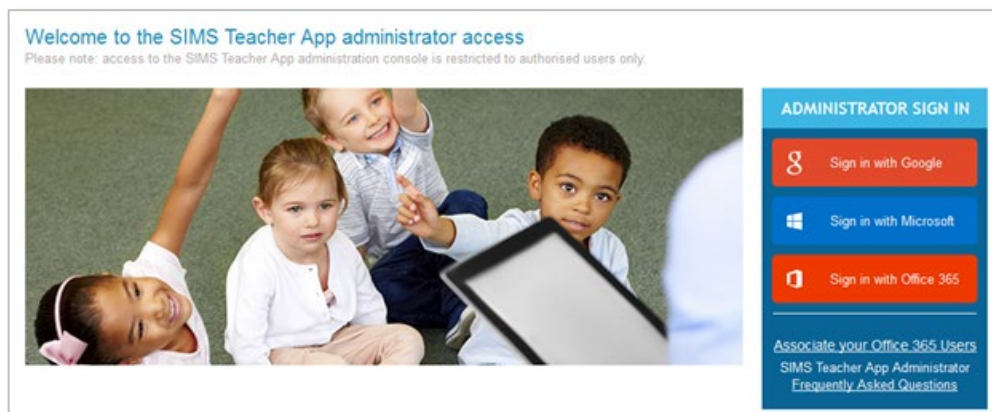 Welcome to the SIMS Teacher App administrator access
Please note: access to the SIMS Teacher App administration console is restricted to authorised users only.
ADMINISTRATOR SIGN IN
Sign in with Google
Sign in with Microsoft
Sign in with Office 365
Associate your Office 365 Users
SIMS Teacher App Administrator
Frequently Asked Questions